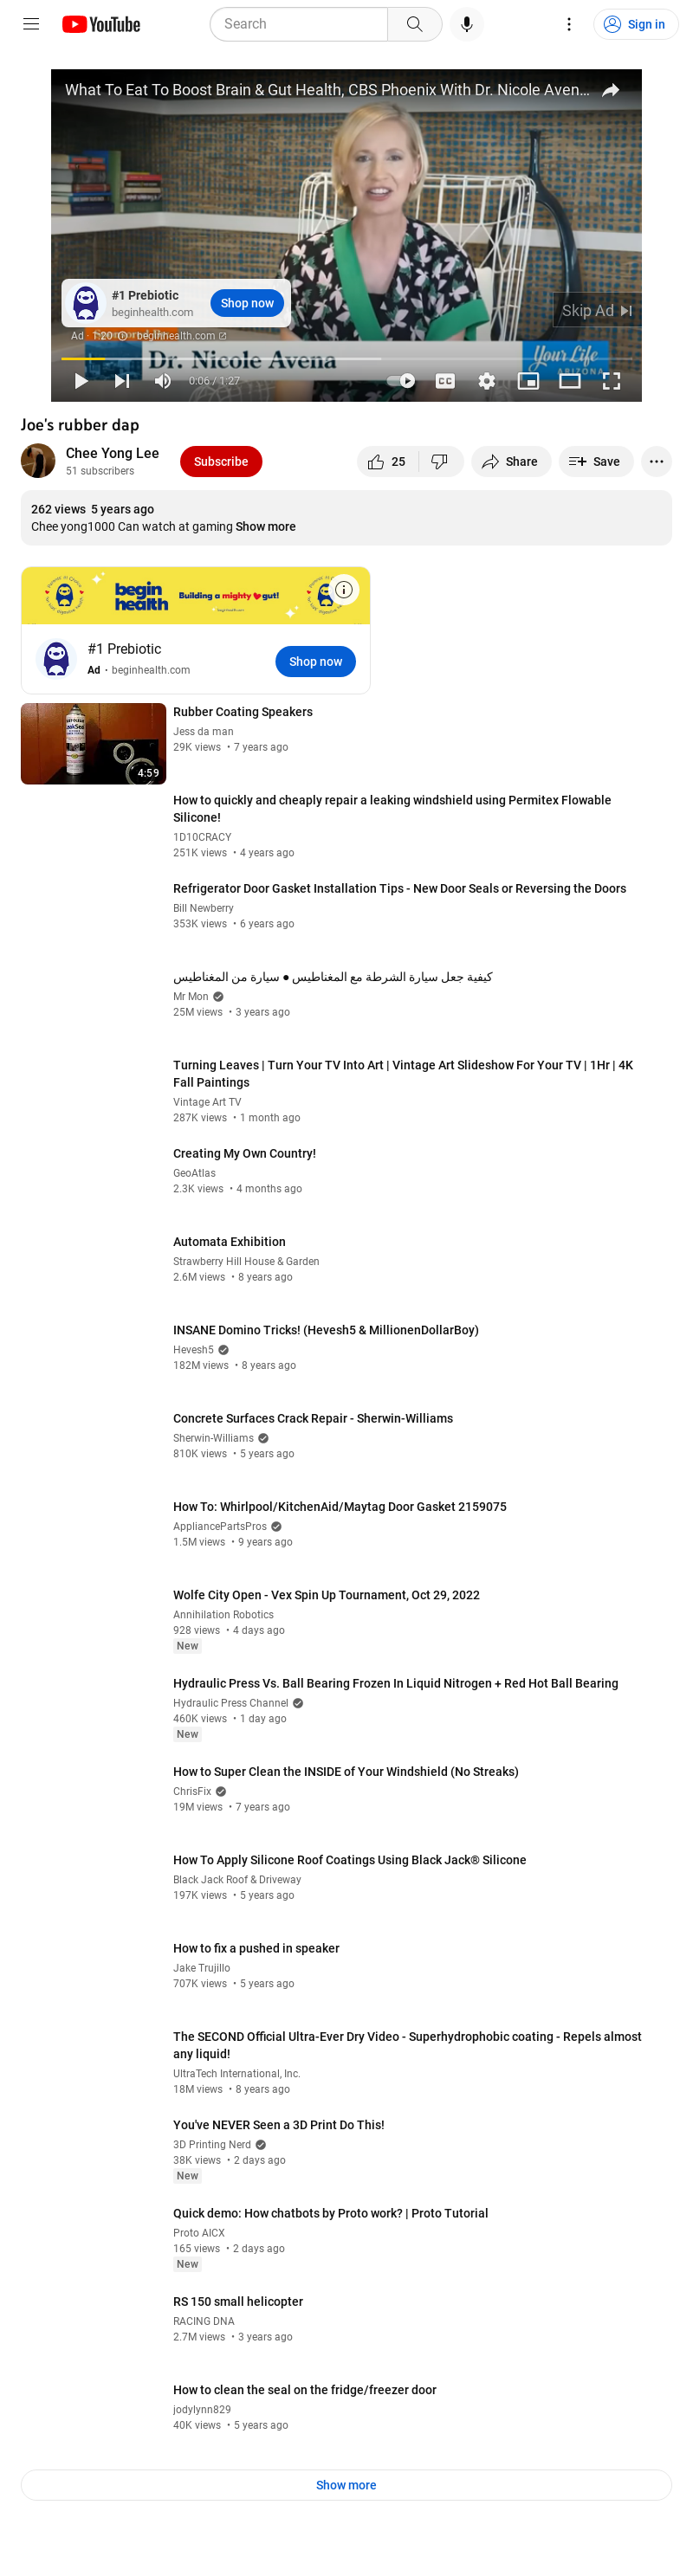 YouTube
Search
Sign in
What To Eat To Boost Brain & Gut Health, CBS Phoenix With Dr. Nicole Aven...
#1 Prebiotic
beginhealth.com
Shop now
Skip Ad
Ad · 1:20
beginhealth.com
Dr. Nicole Avena
Your Life
ARIZONA
0:06 / 1:27
CC
Joe's rubber dap
Chee Yong Lee
51 subscribers
Subscribe
25
Share
Save
262 views 5 years ago
Chee yong1000 Can watch at gaming Show more
begin health
Building a mighty gut!
beginhealth.com
#1 Prebiotic
Ad • beginhealth.com
Shop now
4:59
Rubber Coating Speakers
Jess da man
29K views • 7 years ago
How to quickly and cheaply repair a leaking windshield using Permitex Flowable
Silicone!
1D10CRACY
251K views • 4 years ago
Refrigerator Door Gasket Installation Tips - New Door Seals or Reversing the Doors
Bill Newberry
353K views • 6 years ago
كيفية جعل سيارة الشرطة مع المغناطيس ● سيارة من المغناطيس
Mr Mon
25M views • 3 years ago
Turning Leaves | Turn Your TV Into Art | Vintage Art Slideshow For Your TV | 1Hr | 4K
Fall Paintings
Vintage Art TV
287K views • 1 month ago
Creating My Own Country!
GeoAtlas
2.3K views • 4 months ago
Automata Exhibition
Strawberry Hill House & Garden
2.6M views • 8 years ago
INSANE Domino Tricks! (Hevesh5 & MillionenDollarBoy)
Hevesh5
182M views • 8 years ago
Concrete Surfaces Crack Repair - Sherwin-Williams
Sherwin-Williams
810K views • 5 years ago
How To: Whirlpool/KitchenAid/Maytag Door Gasket 2159075
AppliancePartsPros
1.5M views • 9 years ago
Wolfe City Open - Vex Spin Up Tournament, Oct 29, 2022
Annihilation Robotics
928 views • 4 days ago
New
Hydraulic Press Vs. Ball Bearing Frozen In Liquid Nitrogen + Red Hot Ball Bearing
Hydraulic Press Channel
460K views • 1 day ago
New
How to Super Clean the INSIDE of Your Windshield (No Streaks)
ChrisFix
19M views • 7 years ago
How To Apply Silicone Roof Coatings Using Black Jack® Silicone
Black Jack Roof & Driveway
197K views • 5 years ago
How to fix a pushed in speaker
Jake Trujillo
707K views • 5 years ago
The SECOND Official Ultra-Ever Dry Video - Superhydrophobic coating - Repels almost
any liquid!
UltraTech International, Inc.
18M views • 8 years ago
You've NEVER Seen a 3D Print Do This!
3D Printing Nerd
38K views • 2 days ago
New
Quick demo: How chatbots by Proto work? | Proto Tutorial
Proto AICX
165 views • 2 days ago
New
RS 150 small helicopter
RACING DNA
2.7M views • 3 years ago
How to clean the seal on the fridge/freezer door
jodylynn829
40K views • 5 years ago
Show more